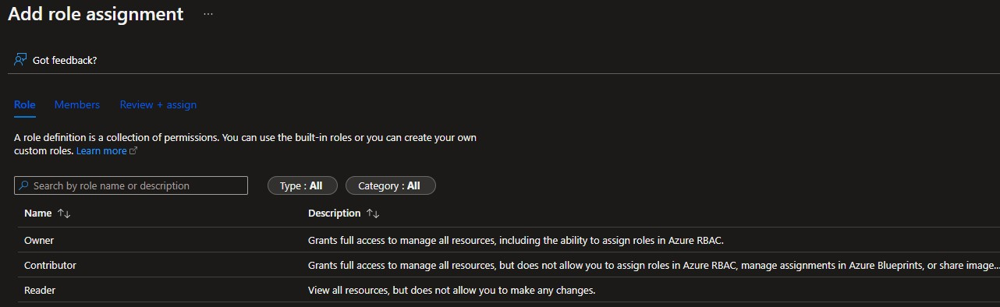 Add role assignment ...
Got feedback?
Role Members Review + assign
A role definition is a collection of permissions. You can use the built-in roles or you can create your own
custom roles. Learn more
Search by role name or description Type : All Category : All
Name ↑↓ Description ↑↓
Owner Grants full access to manage all resources, including the ability to assign roles in Azure RBAC.
Contributor Grants full access to manage all resources, but does not allow you to assign roles in Azure RBAC, manage assignments in Azure Blueprints, or share image...
Reader View all resources, but does not allow you to make any changes.